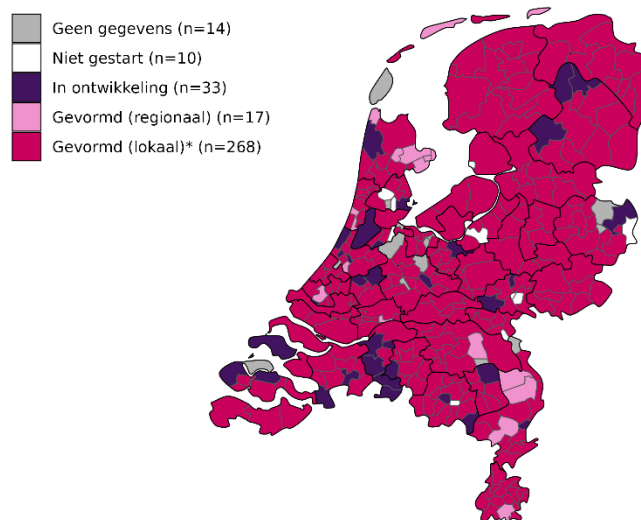 Geen gegevens (n=14)
Niet gestart (n=10)
In ontwikkeling (n=33)
Gevormd (regionaal) (n=17)
Gevormd (lokaal)* (n=268)